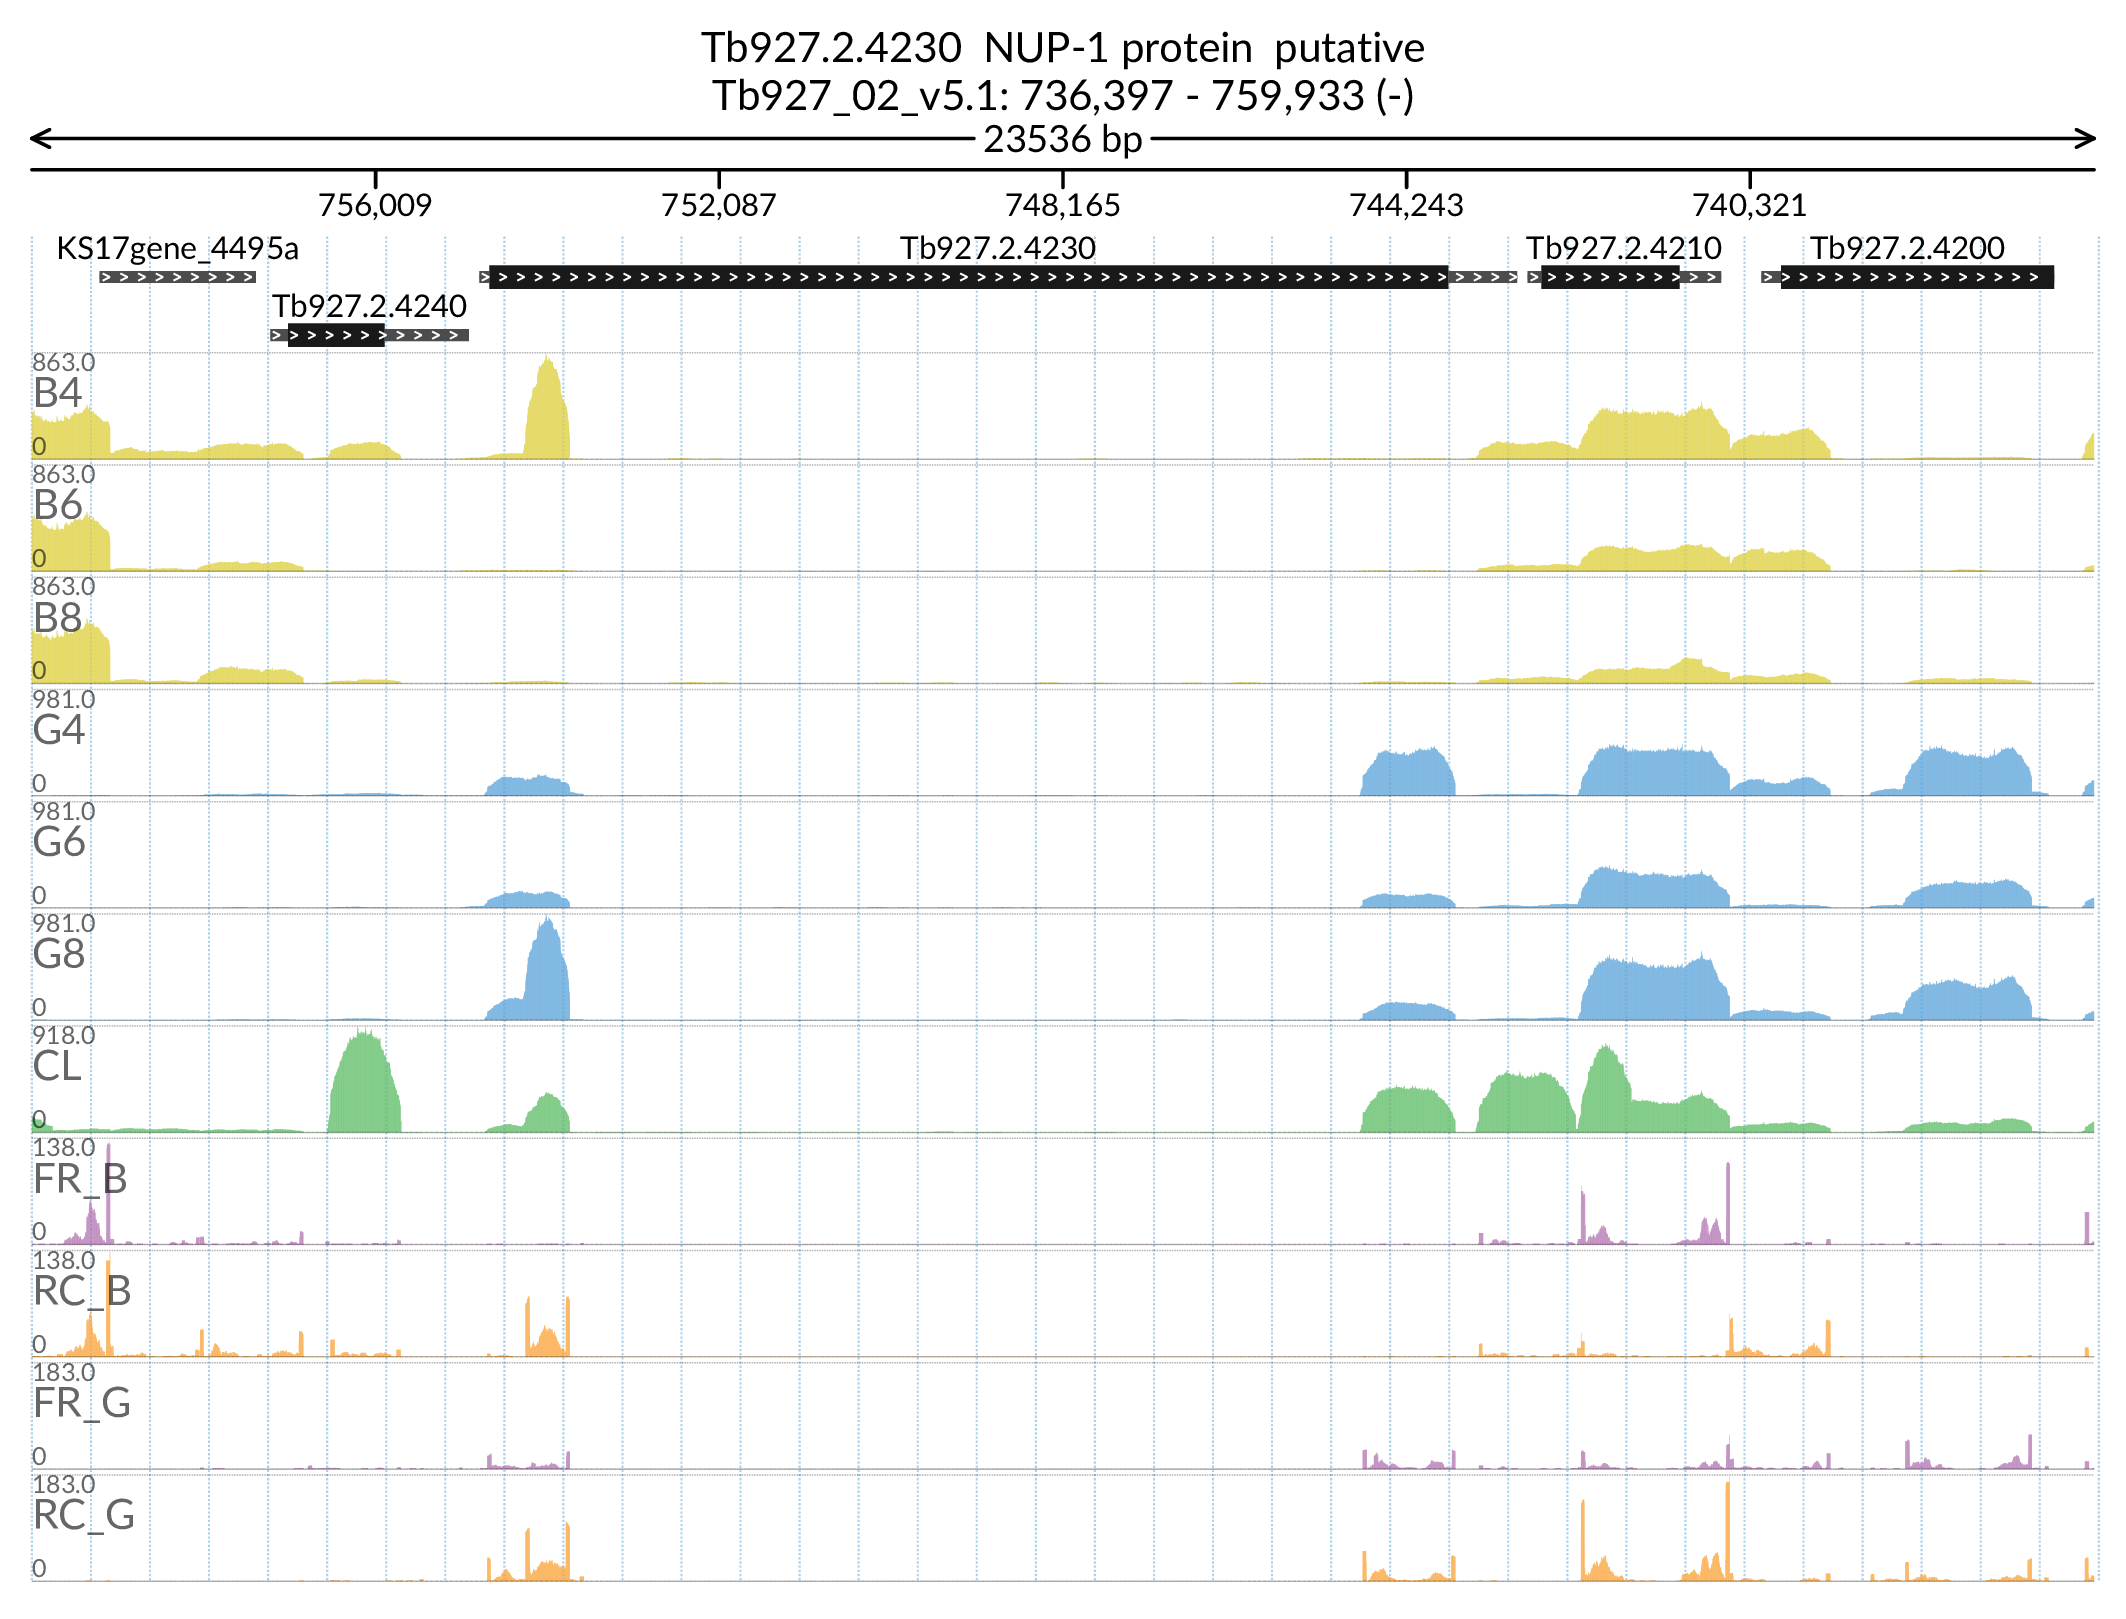 Tb927.2.4230  NUP-1 protein  putative
Tb927_02_v5.1: 736,397 - 759,933 (-)
23536 bp
756,009 752,087 748,165 744,243 740,321
KS17gene_4495a Tb927.2.4230 Tb927.2.4210 Tb927.2.4200
Tb927.2.4240
863.0
B4
0
863.0
B6
0
863.0
B8
0
981.0
G4
0
981.0
G6
0
981.0
G8
0
918.0
CL
0
138.0
FR_B
0
138.0
RC_B
0
183.0
FR_G
0
183.0
RC_G
0